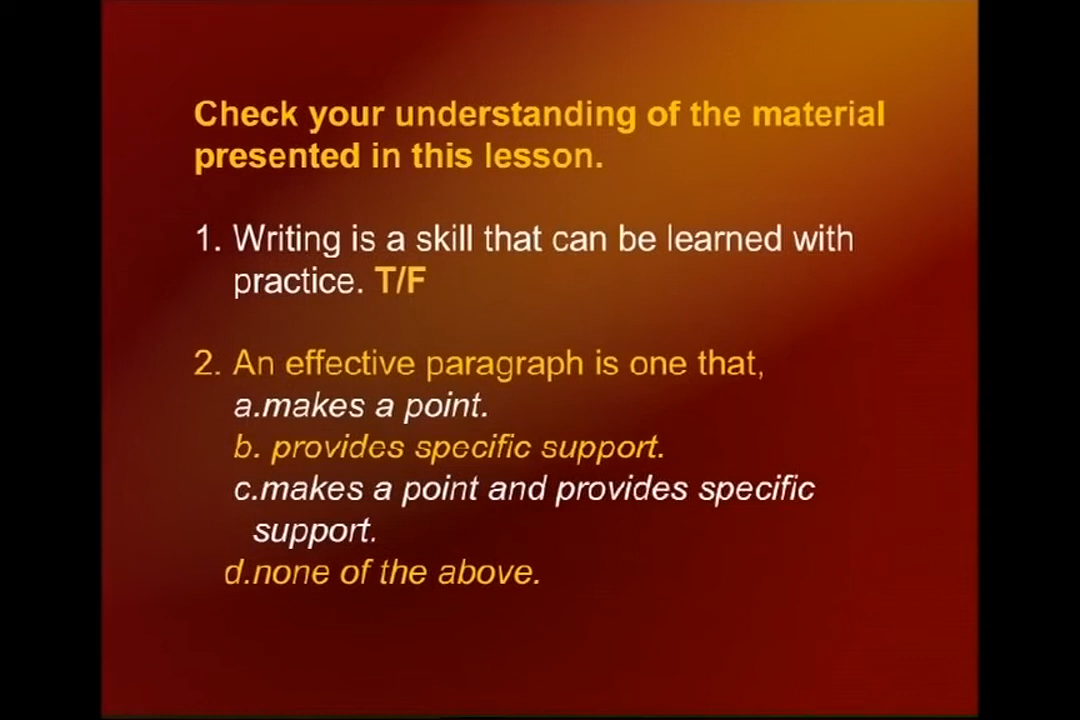 Check your understanding of the material
presented in this lesson.
1. Writing is a skill that can be learned with
practice. T/F
2. An effective paragraph is one that,
a.makes a point.
b. provides specific support.
c.makes a point and provides specific
support.
d.none of the above.